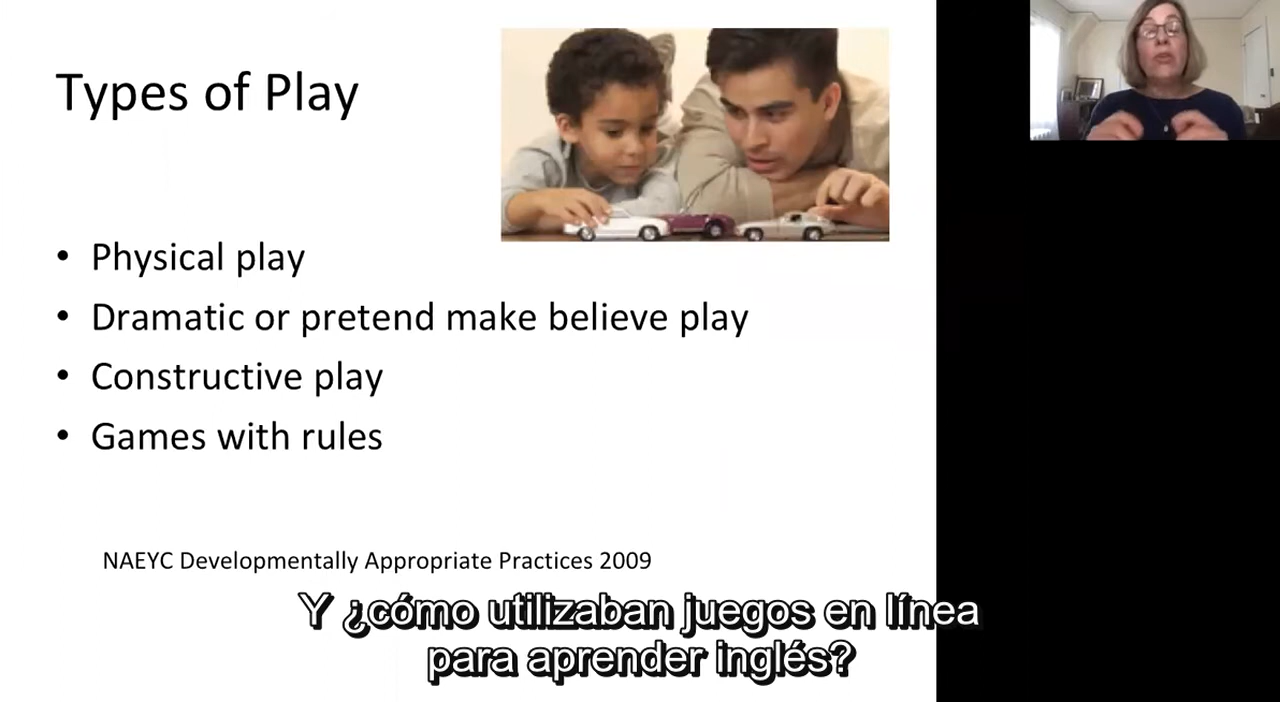 Types of Play
• Physical play
• Dramatic or pretend make believe play
• Constructive play
• Games with rules
NAEYC Developmentally Appropriate Practices 2009
Y ¿cómo utilizaban juegos en línea
para aprender inglés?